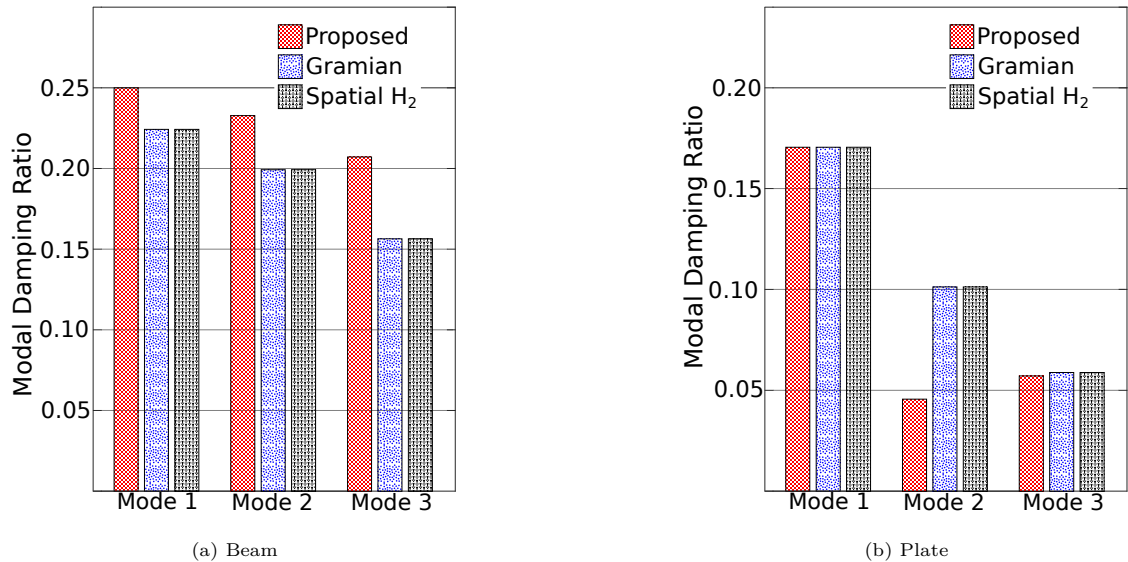 Modal Damping Ratio
0.25
0.20
0.15
0.10
0.05
Proposed
Gramian
Spatial H₂
Mode 1 Mode 2 Mode 3
(a) Beam
Modal Damping Ratio
0.20
0.15
0.10
0.05
Proposed
Gramian
Spatial H₂
Mode 1 Mode 2 Mode 3
(b) Plate